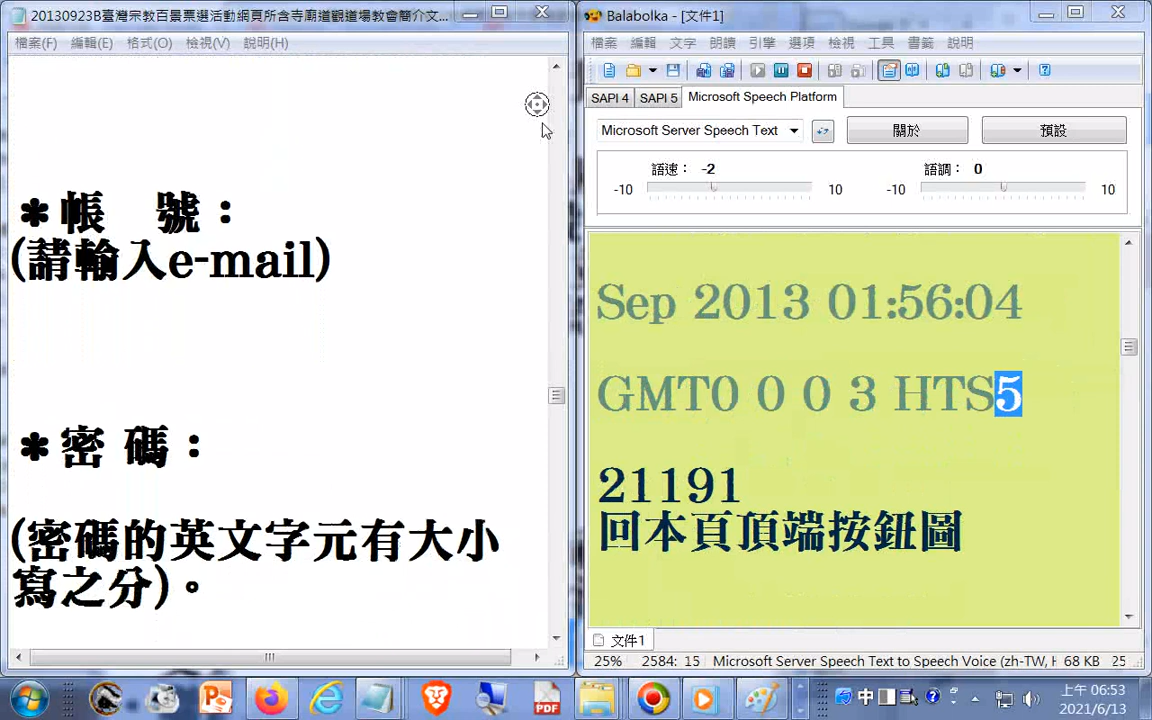 20130923B臺灣宗教百景票選活動網頁所含寺廟道觀道場教會簡介文...
檔案(F) 編輯(E) 格式(O) 檢視(V) 說明(H)
＊帳　號：
(請輸入e-mail)
＊密 碼：
(密碼的英文字元有大小
寫之分)。
Balabolka - [文件1]
檔案 編輯 文字 朗讀 引擎 選項 檢視 工具 書籤 說明
SAPI 4 SAPI 5 Microsoft Speech Platform
Microsoft Server Speech Text 關於 預設
語速： -2 語調： 0
-10 10 -10 10
Sep 2013 01:56:04
GMT0 0 0 3 HTS5
21191
回本頁頂端按鈕圖
文件1
25% 2584: 15 Microsoft Server Speech Text to Speech Voice (zh-TW, H 68 KB 25
中 上午 06:53
2021/6/13